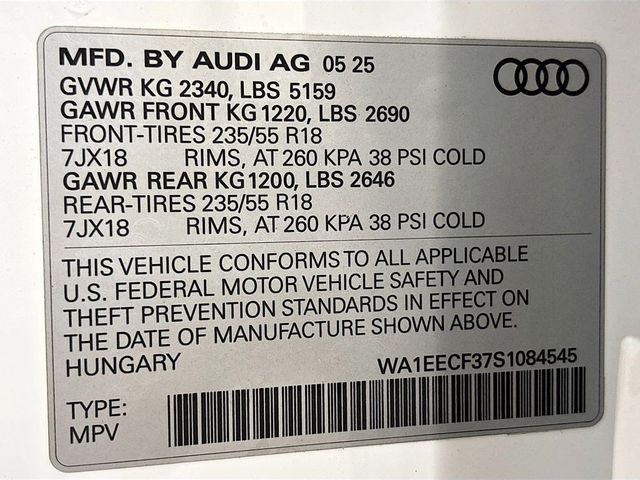 MFD. BY AUDI AG 05 25
GVWR KG 2340, LBS 5159
GAWR FRONT KG 1220, LBS 2690
FRONT-TIRES 235/55 R18
7JX18 RIMS, AT 260 KPA 38 PSI COLD
GAWR REAR KG 1200, LBS 2646
REAR-TIRES 235/55 R18
7JX18 RIMS, AT 260 KPA 38 PSI COLD
THIS VEHICLE CONFORMS TO ALL APPLICABLE
U.S. FEDERAL MOTOR VEHICLE SAFETY AND
THEFT PREVENTION STANDARDS IN EFFECT ON
THE DATE OF MANUFACTURE SHOWN ABOVE.
HUNGARY WA1EECF37S1084545
TYPE:
MPV